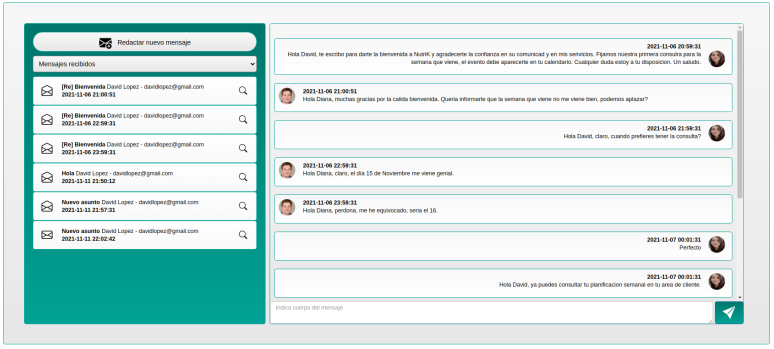 Redactar nuevo mensaje
Mensajes recibidos
[Re] Bienvenida David Lopez - davidlopez@gmail.com
2021-11-06 21:00:51
[Re] Bienvenida David Lopez - davidlopez@gmail.com
2021-11-06 22:59:31
[Re] Bienvenida David Lopez - davidlopez@gmail.com
2021-11-06 23:59:31
Hola David Lopez - davidlopez@gmail.com
2021-11-11 21:50:12
Nuevo asunto David Lopez - davidlopez@gmail.com
2021-11-11 21:57:31
Nuevo asunto David Lopez - davidlopez@gmail.com
2021-11-11 22:02:42
2021-11-06 20:59:31
Hola David, te escribo para darte la bienvenida a NutriK y agradecerte la confianza en su comunicad y en mis servicios. Fijamos nuestra primera consulra para la
semana que viene, el evento debe aparecerte en tu calendario. Cualquier duda estoy a tu disposicion. Un saludo.
2021-11-06 21:00:51
Hola Diana, muchas gracias por la calida bienvenida. Queria informarte que la semana que viene no me viene bien, podemos aplazar?
2021-11-06 21:59:31
Hola David, claro, cuando prefieres tener la consulta?
2021-11-06 22:59:31
Hola Diana, claro, el día 15 de Noviembre me viene genial.
2021-11-06 23:59:31
Hola Diana, perdona, me he equivocado, sería el 16.
2021-11-07 00:01:31
Perfecto
2021-11-07 00:01:31
Hola David, ya puedes consultar tu planificacion semanal en tu area de cliente.
Indica cuerpo del mensaje